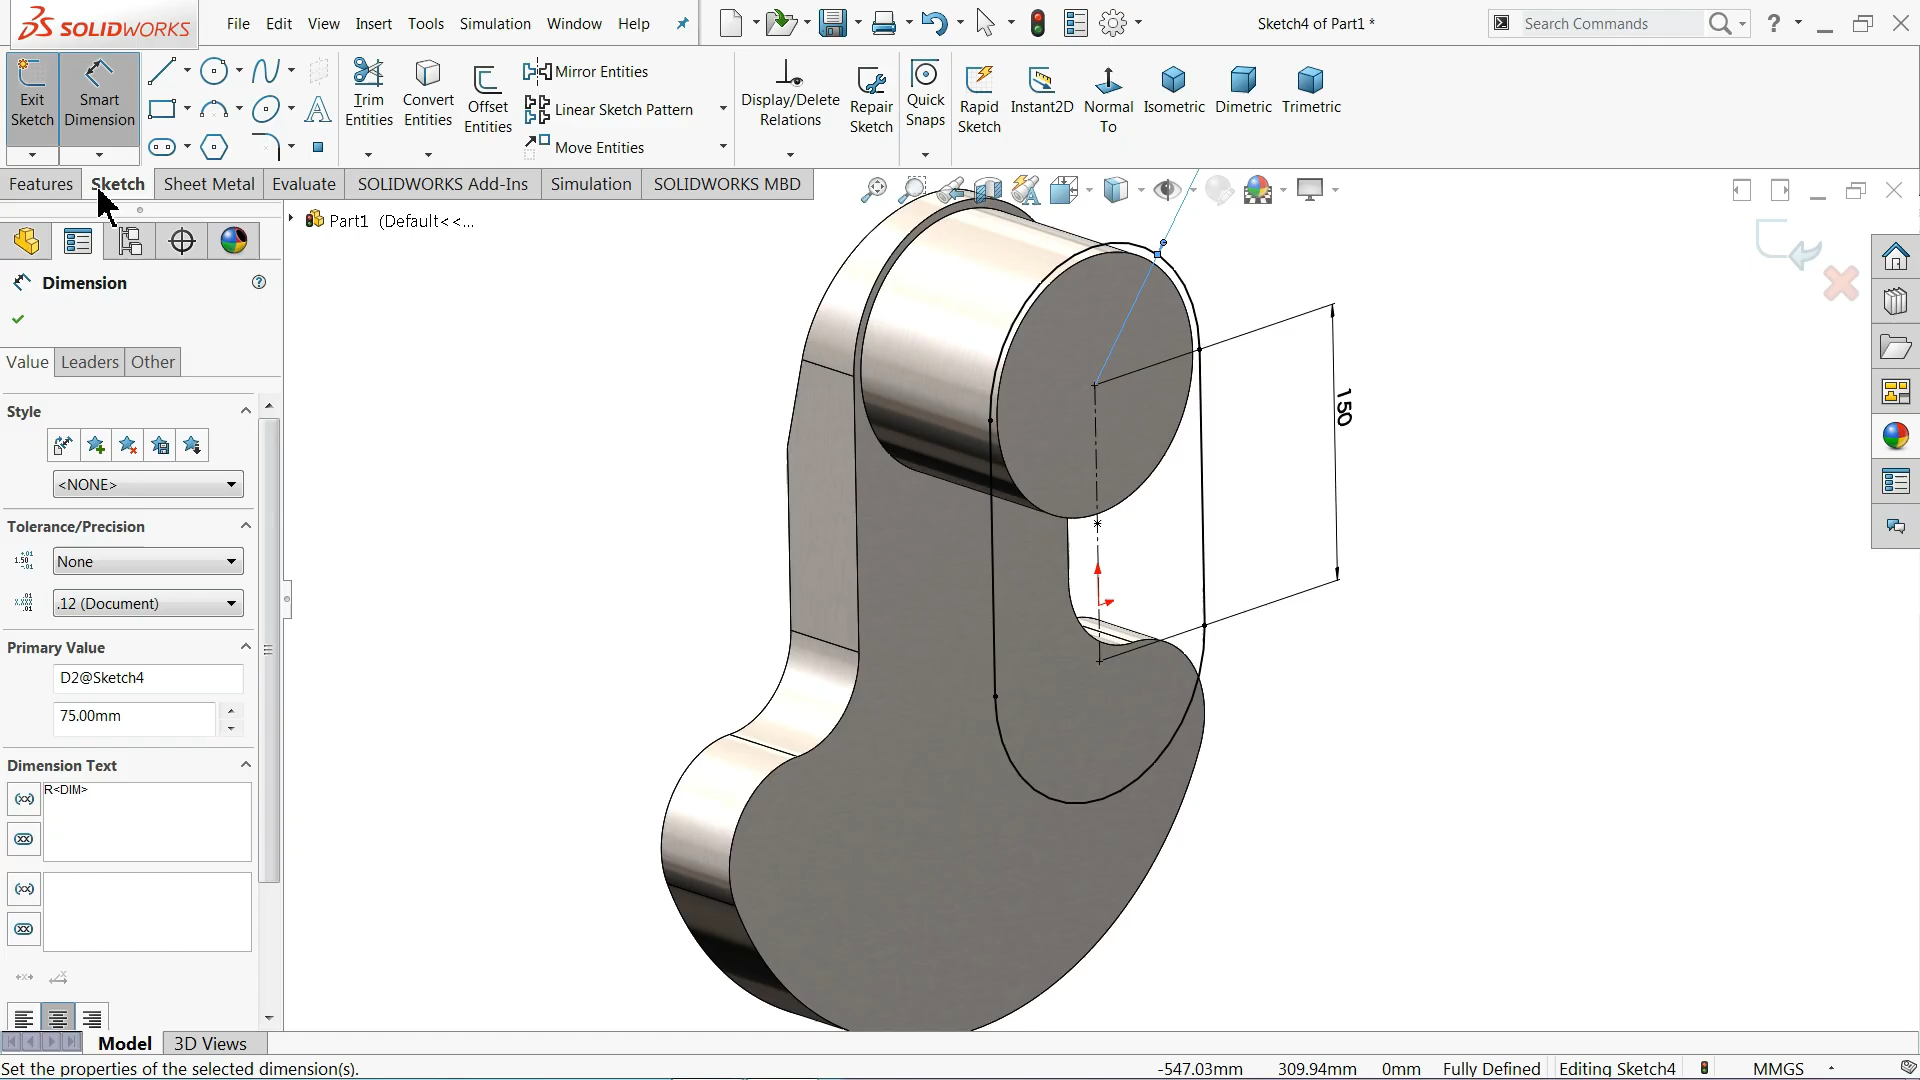 SOLIDWORKS
File Edit View Insert Tools Simulation Window Help
Sketch4 of Part1 *
Search Commands
Exit Sketch
Smart Dimension
Trim Entities
Convert Entities
Offset Entities
Mirror Entities
Linear Sketch Pattern
Move Entities
Display/Delete Relations
Repair Sketch
Quick Snaps
Rapid Sketch
Instant2D
Normal To
Isometric
Dimetric
Trimetric
Features Sketch Sheet Metal Evaluate SOLIDWORKS Add-Ins Simulation SOLIDWORKS MBD
Part1 (Default<<...
Dimension
Value Leaders Other
Style
<NONE>
Tolerance/Precision
None
.12 (Document)
Primary Value
D2@Sketch4
75.00mm
Dimension Text
R<DIM>
150
Model 3D Views
Set the properties of the selected dimension(s).
-547.03mm 309.94mm 0mm Fully Defined Editing Sketch4 MMGS